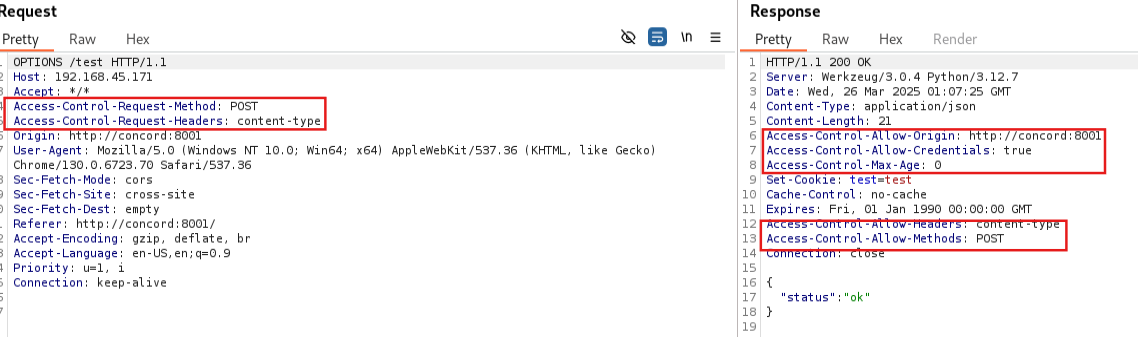 Request
Pretty Raw Hex
\n
OPTIONS /test HTTP/1.1
2 Host: 192.168.45.171
3 Accept: */*
Access-Control-Request-Method: POST
Access-Control-Request-Headers: content-type
6 Origin: http://concord:8001
7 User-Agent: Mozilla/5.0 (Windows NT 10.0; Win64; x64) AppleWebKit/537.36 (KHTML, like Gecko)
Chrome/130.0.6723.70 Safari/537.36
8 Sec-Fetch-Mode: cors
9 Sec-Fetch-Site: cross-site
0 Sec-Fetch-Dest: empty
1 Referer: http://concord:8001/
2 Accept-Encoding: gzip, deflate, br
3 Accept-Language: en-US,en;q=0.9
4 Priority: u=1, i
5 Connection: keep-alive
6
7
Response
Pretty Raw Hex Render
1 HTTP/1.1 200 OK
2 Server: Werkzeug/3.0.4 Python/3.12.7
3 Date: Wed, 26 Mar 2025 01:07:25 GMT
4 Content-Type: application/json
5 Content-Length: 21
6 Access-Control-Allow-Origin: http://concord:8001
7 Access-Control-Allow-Credentials: true
8 Access-Control-Max-Age: 0
9 Set-Cookie: test=test
10 Cache-Control: no-cache
11 Expires: Fri, 01 Jan 1990 00:00:00 GMT
12 Access-Control-Allow-Headers: content-type
13 Access-Control-Allow-Methods: POST
14 Connection: close
15
16 {
17 "status":"ok"
18 }
19